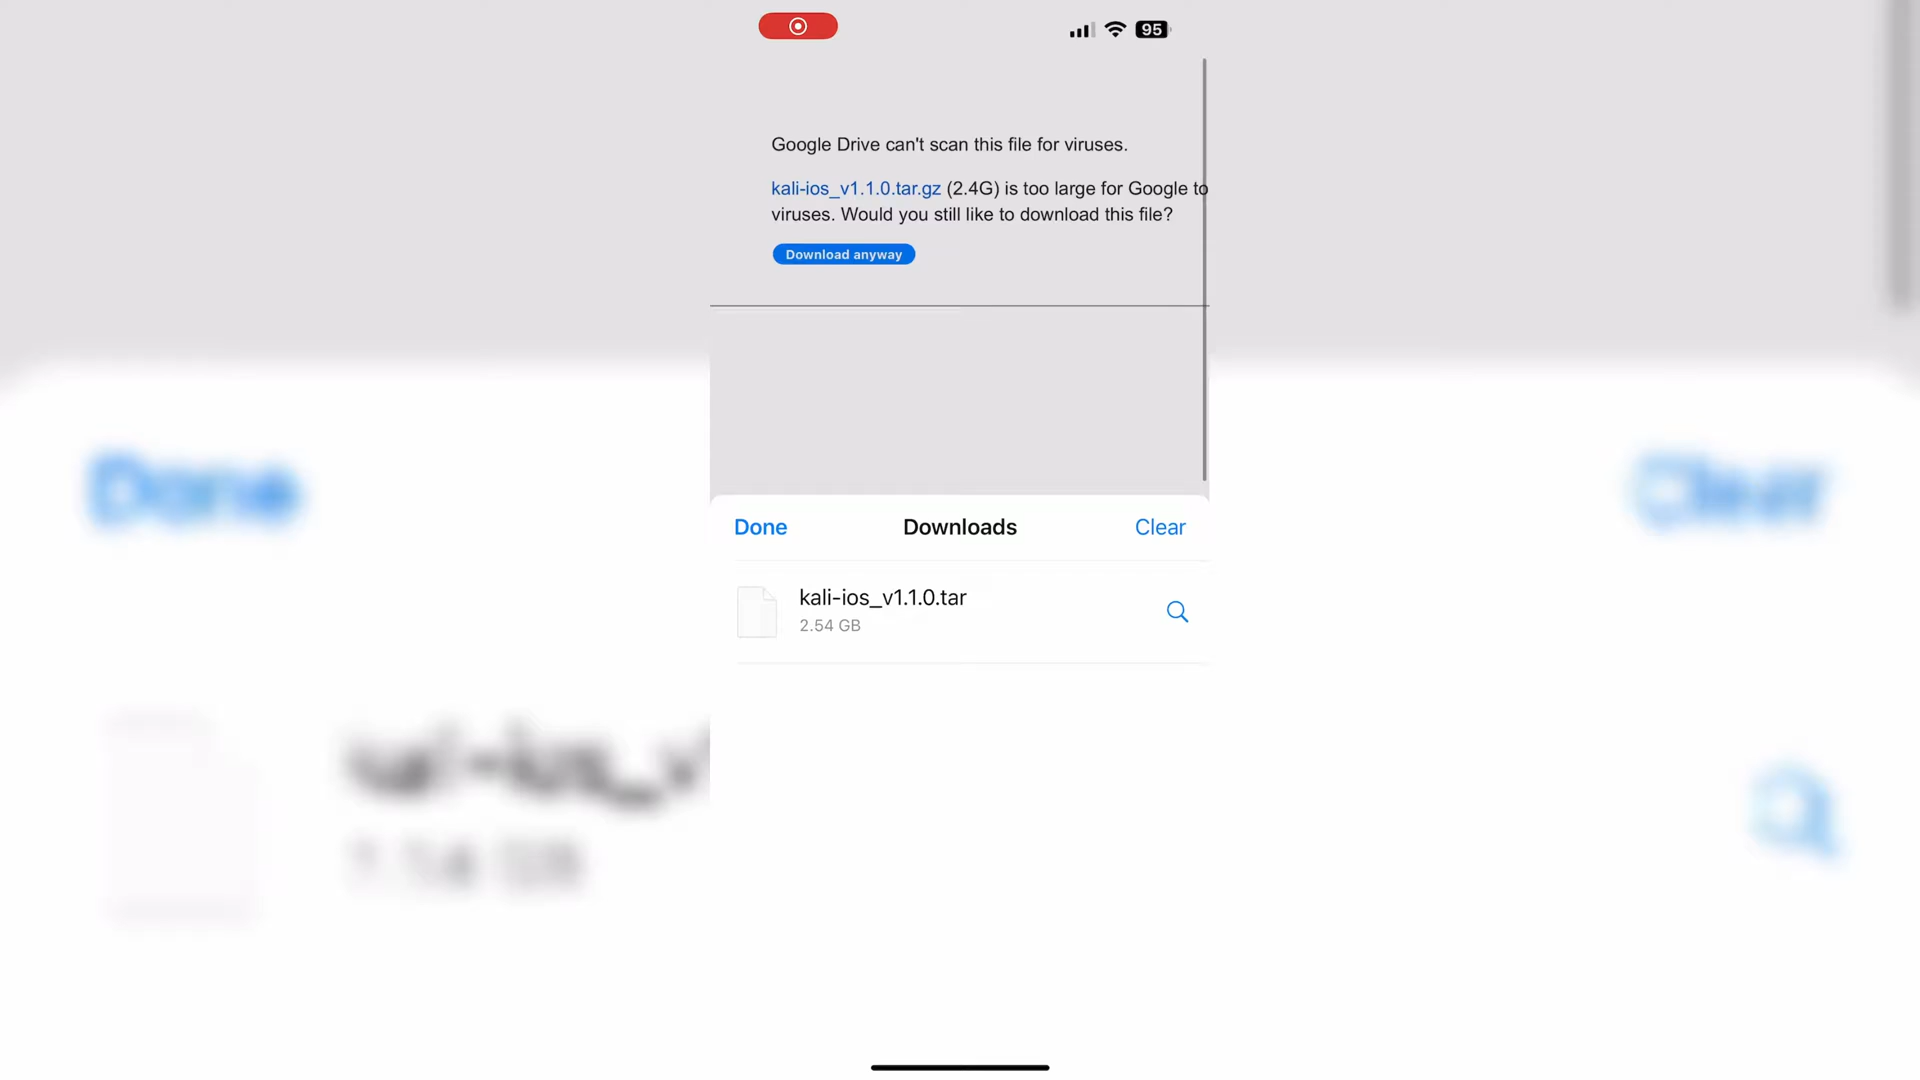 95
Google Drive can't scan this file for viruses.
kali-ios_v1.1.0.tar.gz (2.4G) is too large for Google to
viruses. Would you still like to download this file?
Download anyway
Done
Downloads
Clear
kali-ios_v1.1.0.tar
2.54 GB
Done
Clear